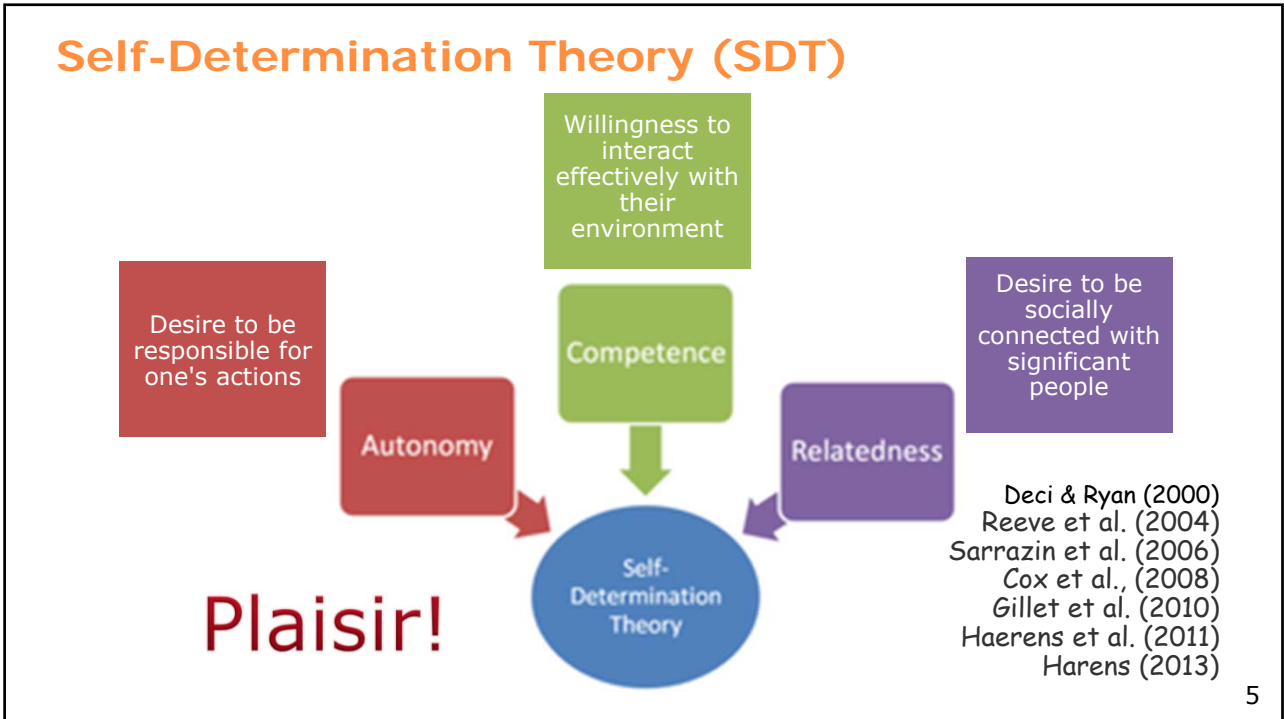 Self-Determination Theory (SDT)
Willingness to
interact
effectively with
their
environment
Desire to be
responsible for
one's actions
Desire to be
socially
connected with
significant
people
Competence
Autonomy
Relatedness
Self-
Determination
Theory
Plaisir!
Deci & Ryan (2000)
Reeve et al. (2004)
Sarrazin et al. (2006)
Cox et al., (2008)
Gillet et al. (2010)
Haerens et al. (2011)
Harens (2013)
5